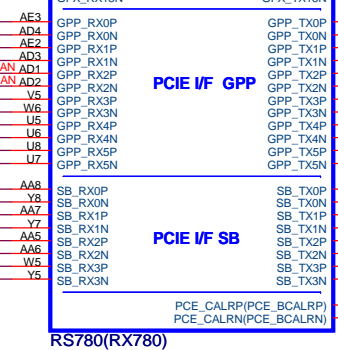 AE3 GPP_RX0P GPP_TX0P
AD4 GPP_RX0N GPP_TX0N
AE2 GPP_RX1P GPP_TX1P
AD3 GPP_RX1N GPP_TX1N
AN AD1 GPP_RX2P PCIE I/F GPP GPP_TX2P
AN AD2 GPP_RX2N GPP_TX2N
V5 GPP_RX3P GPP_TX3P
W6 GPP_RX3N GPP_TX3N
U5 GPP_RX4P GPP_TX4P
U6 GPP_RX4N GPP_TX4N
U8 GPP_RX5P GPP_TX5P
U7 GPP_RX5N GPP_TX5N
AA8 SB_RX0P SB_TX0P
Y8 SB_RX0N SB_TX0N
AA7 SB_RX1P SB_TX1P
Y7 SB_RX1N SB_TX1N
AA5 SB_RX2P PCIE I/F SB SB_TX2P
AA6 SB_RX2N SB_TX2N
W5 SB_RX3P SB_TX3P
Y5 SB_RX3N SB_TX3N
PCE_CALRP(PCE_BCALRP)
PCE_CALRN(PCE_BCALRN)
RS780(RX780)